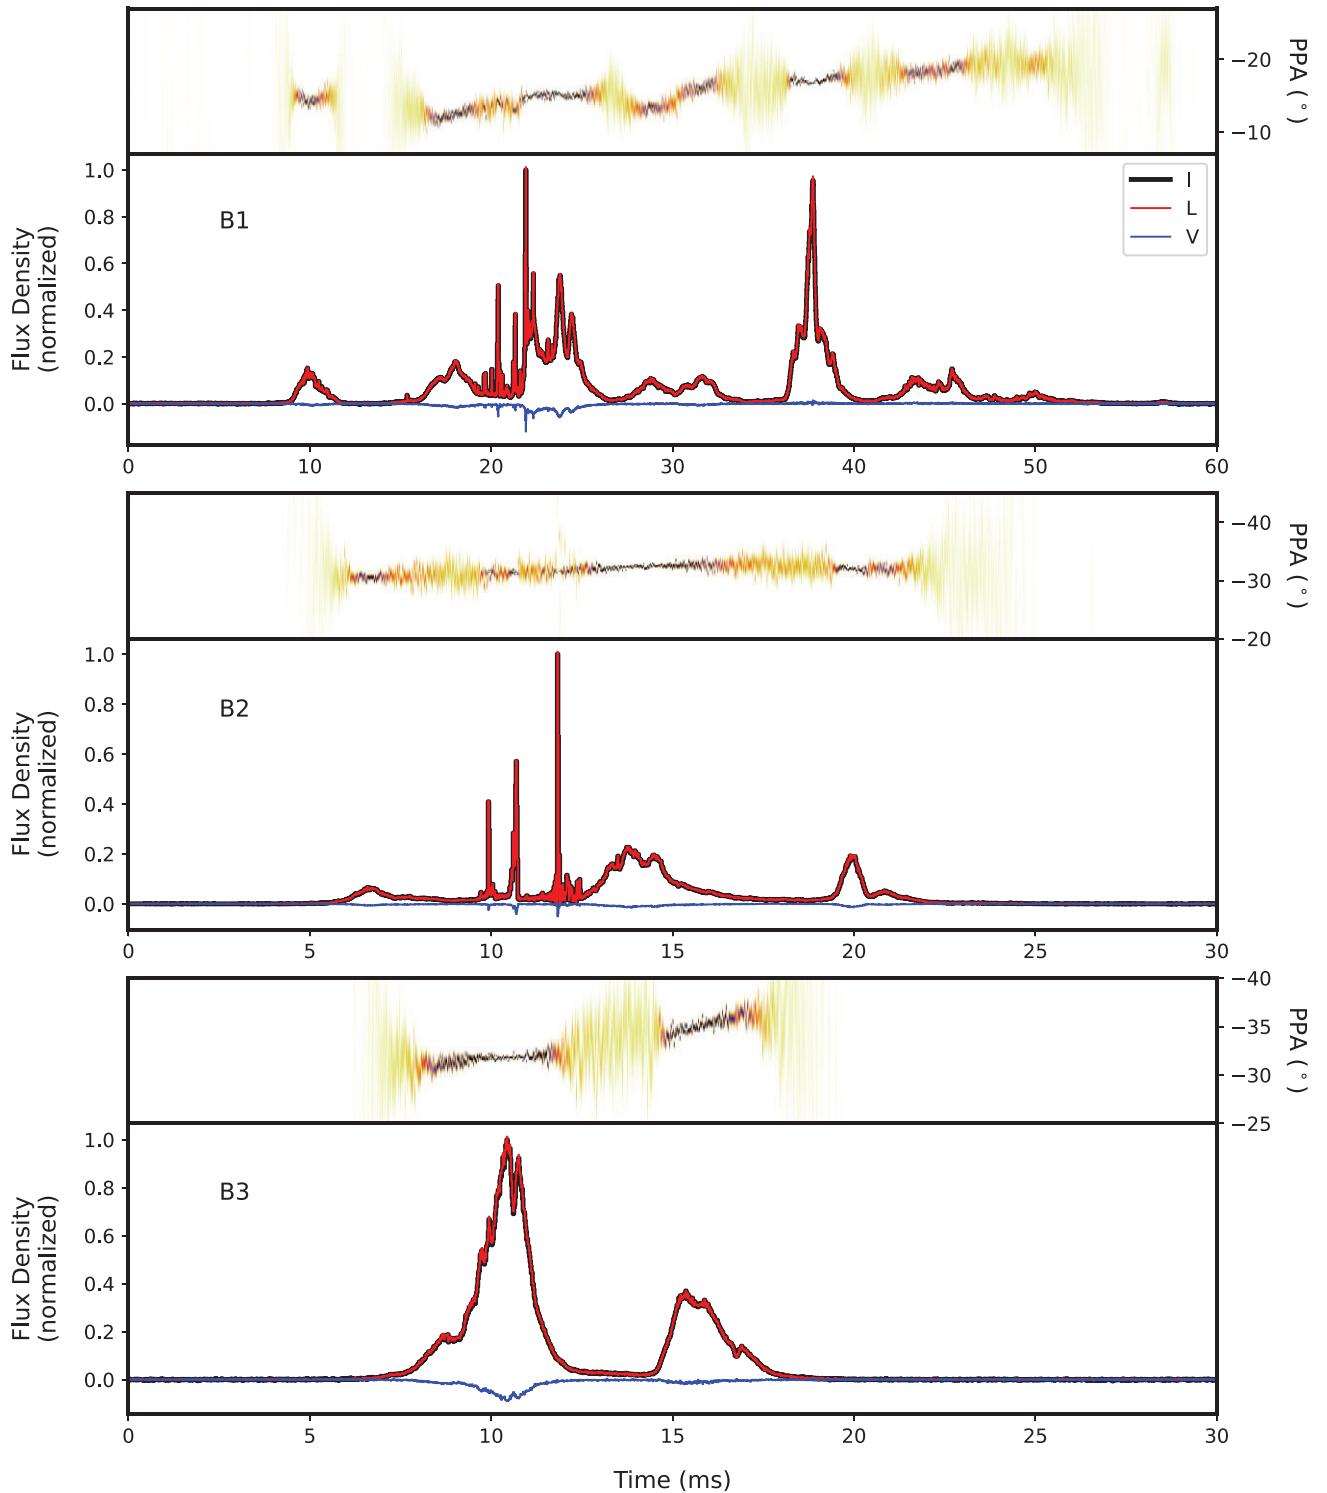 −20
−10
PPA (°)
1.0
0.8
0.6
0.4
0.2
0.0
Flux Density
(normalized)
B1
I
L
V
0 10 20 30 40 50 60
−40
−30
−20
PPA (°)
1.0
0.8
0.6
0.4
0.2
0.0
Flux Density
(normalized)
B2
0 5 10 15 20 25 30
−40
−35
−30
−25
PPA (°)
1.0
0.8
0.6
0.4
0.2
0.0
Flux Density
(normalized)
B3
0 5 10 15 20 25 30
Time (ms)